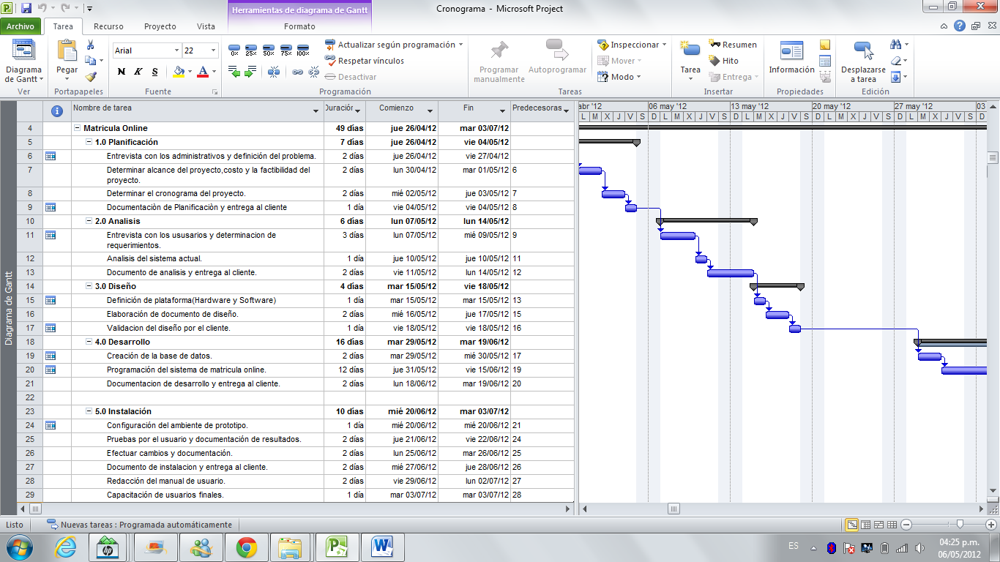 Herramientas de diagrama de Gantt
Cronograma - Microsoft Project
Archivo Tarea Recurso Proyecto Vista Formato
Diagrama de Gantt
Ver
Pegar
Portapapeles
Arial 22
N K S A
Fuente
0% 25% 50% 75% 100%
Actualizar según programación
Respetar vínculos
Desactivar
Programación
Programar manualmente
Autoprogramar
Inspeccionar
Mover
Modo
Tareas
Tarea
Resumen
Hito
Entrega
Insertar
Información
Propiedades
Desplazarse a tarea
Edición
Nombre de tarea Duración Comienzo Fin Predecesoras
abr '12 06 may '12 13 may '12 20 may '12 27 may '12 03
L M X J V S D L M X J V S D L M X J V S D L M X J V S D L M X J V S D
4 Matricula Online 49 días jue 26/04/12 mar 03/07/12
5 1.0 Planificación 7 días jue 26/04/12 vie 04/05/12
6 Entrevista con los administrativos y definición del problema. 2 días jue 26/04/12 vie 27/04/12
7 Determinar alcance del proyecto,costo y la factibilidad del 2 días lun 30/04/12 mar 01/05/12 6
proyecto.
8 Determinar el cronograma del proyecto. 2 días mié 02/05/12 jue 03/05/12 7
9 Documentaciòn de Planificaciòn y entrega al cliente 1 día vie 04/05/12 vie 04/05/12 8
10 2.0 Analisis 6 días lun 07/05/12 lun 14/05/12
11 Entrevista con los ususarios y determinacion de 3 días lun 07/05/12 mié 09/05/12 9
requerimientos.
12 Analisis del sistema actual. 1 día jue 10/05/12 jue 10/05/12 11
13 Documento de analisis y entrega al cliente. 2 días vie 11/05/12 lun 14/05/12 12
14 3.0 Diseño 4 días mar 15/05/12 vie 18/05/12
15 Definición de plataforma(Hardware y Software) 1 día mar 15/05/12 mar 15/05/12 13
16 Elaboración de documento de diseño. 2 días mié 16/05/12 jue 17/05/12 15
17 Validacion del diseño por el cliente. 1 día vie 18/05/12 vie 18/05/12 16
18 4.0 Desarrollo 16 días mar 29/05/12 mar 19/06/12
19 Creación de la base de datos. 2 días mar 29/05/12 mié 30/05/12 17
20 Programación del sistema de matricula online. 12 días jue 31/05/12 vie 15/06/12 19
21 Documentacion de desarrollo y entrega al cliente. 2 días lun 18/06/12 mar 19/06/12 20
22
23 5.0 Instalación 10 días mié 20/06/12 mar 03/07/12
24 Configuración del ambiente de prototipo. 1 día mié 20/06/12 mié 20/06/12 21
25 Pruebas por el usuario y documentación de resultados. 2 días jue 21/06/12 vie 22/06/12 24
26 Efectuar cambios y documentación. 2 días lun 25/06/12 mar 26/06/12 25
27 Documento de instalacion y entrega al cliente. 2 días mié 27/06/12 jue 28/06/12 26
28 Redacción del manual de usuario. 2 días vie 29/06/12 lun 02/07/12 27
29 Capacitación de usuarios finales. 1 día mar 03/07/12 mar 03/07/12 28
Diagrama de Gantt
Listo Nuevas tareas : Programada automáticamente
ES 04:25 p.m.
06/05/2012